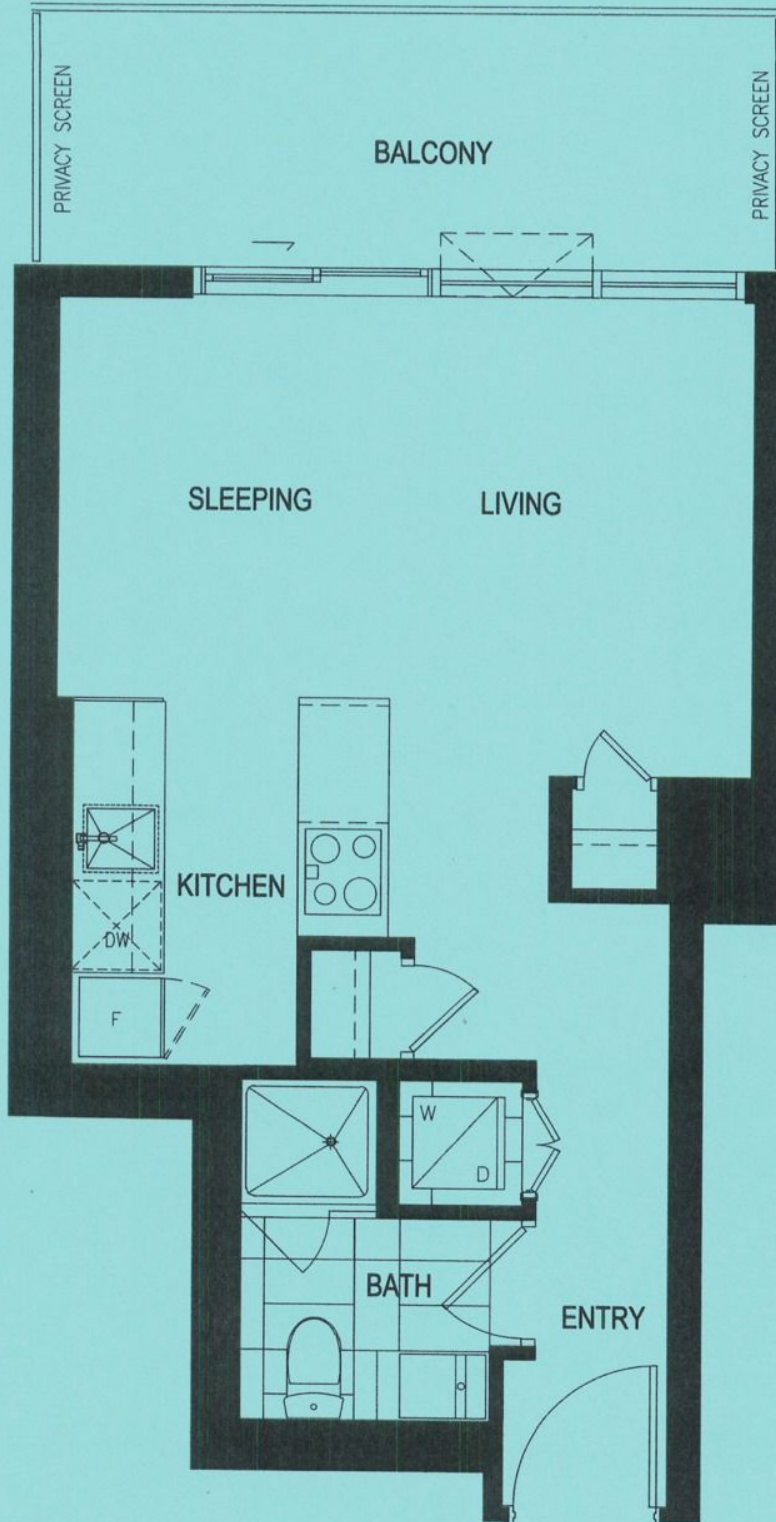 PRIVACY SCREEN
PRIVACY SCREEN
BALCONY
SLEEPING
LIVING
KITCHEN
DW
F
W
D
BATH
ENTRY